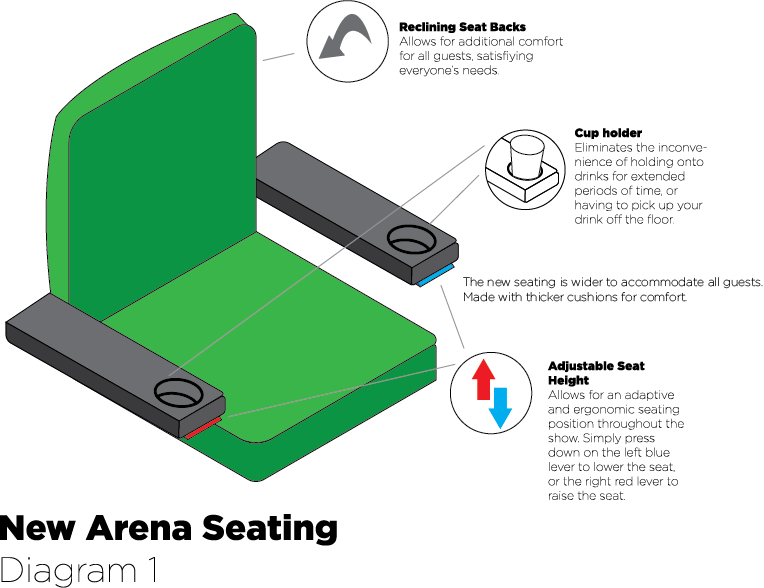 Reclining Seat Backs
Allows for additional comfort
for all guests, satisfiying
everyone's needs.
Cup holder
Eliminates the inconve-
nience of holding onto
drinks for extended
periods of time, or
having to pick up your
drink off the floor.
The new seating is wider to accommodate all guests.
Made with thicker cushions for comfort.
Adjustable Seat
Height
Allows for an adaptive
and ergonomic seating
position throughout the
show. Simply press
down on the left blue
lever to lower the seat,
or the right red lever to
raise the seat.
New Arena Seating
Diagram 1